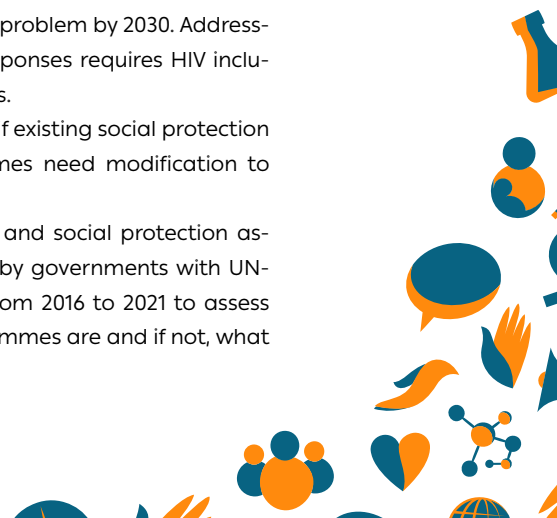 problem by 2030. Address-
ponses requires HIV inclu-
s.
f existing social protection
mes need modification to
and social protection as-
by governments with UN-
om 2016 to 2021 to assess
mmes are and if not, what